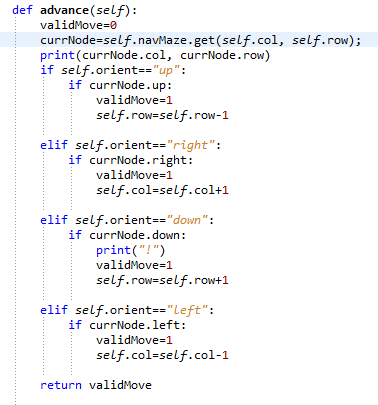 def advance(self):
    validMove=0
    currNode=self.navMaze.get(self.col, self.row);
    print(currNode.col, currNode.row)
    if self.orient=="up":
        if currNode.up:
            validMove=1
            self.row=self.row-1
    elif self.orient=="right":
        if currNode.right:
            validMove=1
            self.col=self.col+1
    elif self.orient=="down":
        if currNode.down:
            print("!")
            validMove=1
            self.row=self.row+1
    elif self.orient=="left":
        if currNode.left:
            validMove=1
            self.col=self.col-1
    return validMove